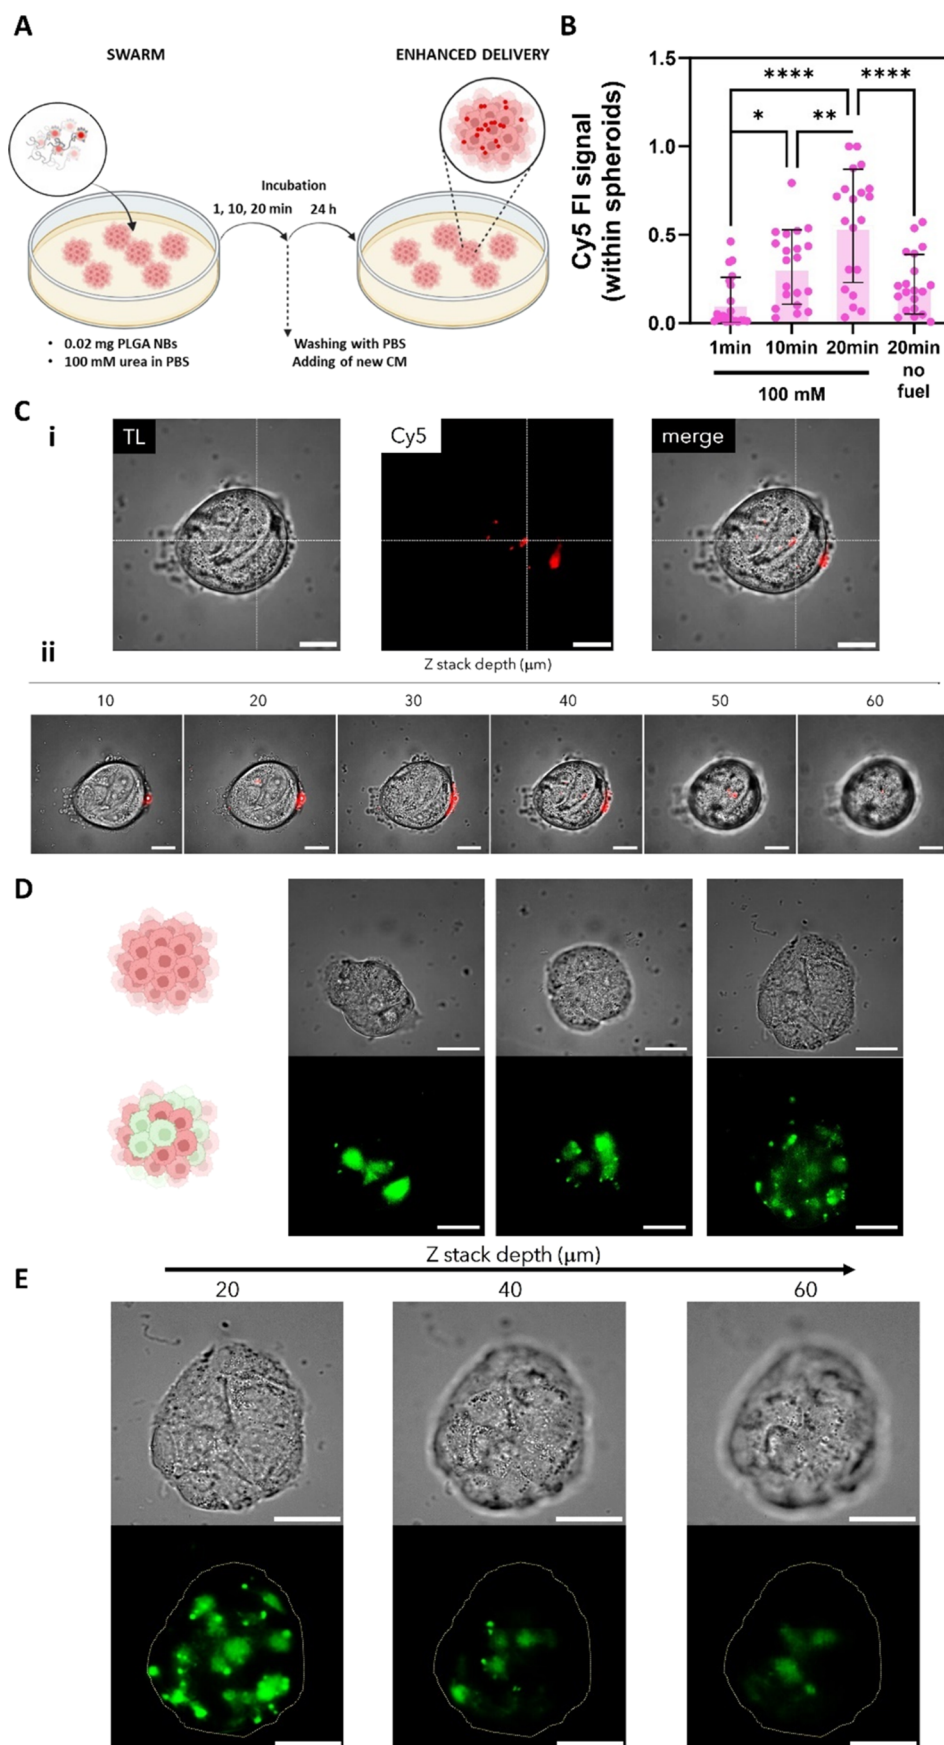 A
SWARM
ENHANCED DELIVERY
Incubation
1, 10, 20 min
24 h
• 0.02 mg PLGA NBs
• 100 mM urea in PBS
Washing with PBS
Adding of new CM
B
Cy5 FI signal
(within spheroids)
1.5
1.0
0.5
0.0
****
****
*
**
1min
10min
20min
20min
no
fuel
100 mM
C
i
TL
Cy5
merge
ii
Z stack depth (μm)
10
20
30
40
50
60
D
Z stack depth (μm)
E
20
40
60